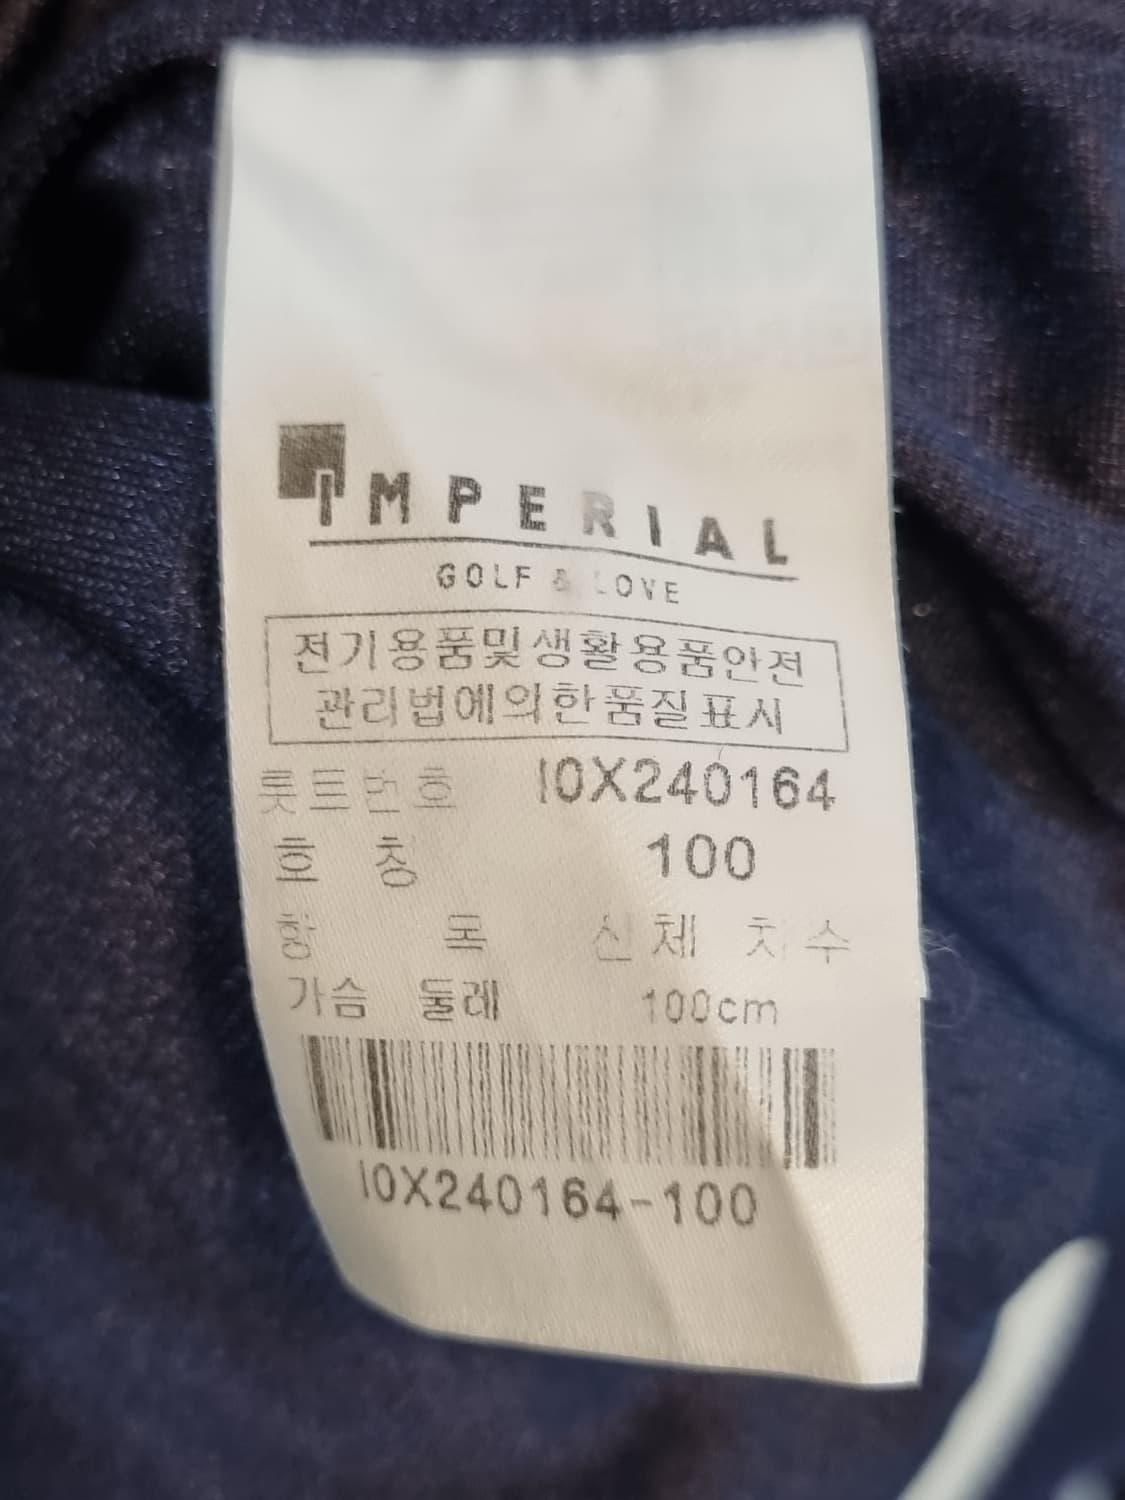 IMPERIAL
GOLF & LOVE
전기용품및생활용품안전
관리법에의한품질표시
롯트번호 I0X240164
호 칭 100
항 목 신체 치수
가슴 둘레 100cm
I0X240164-100